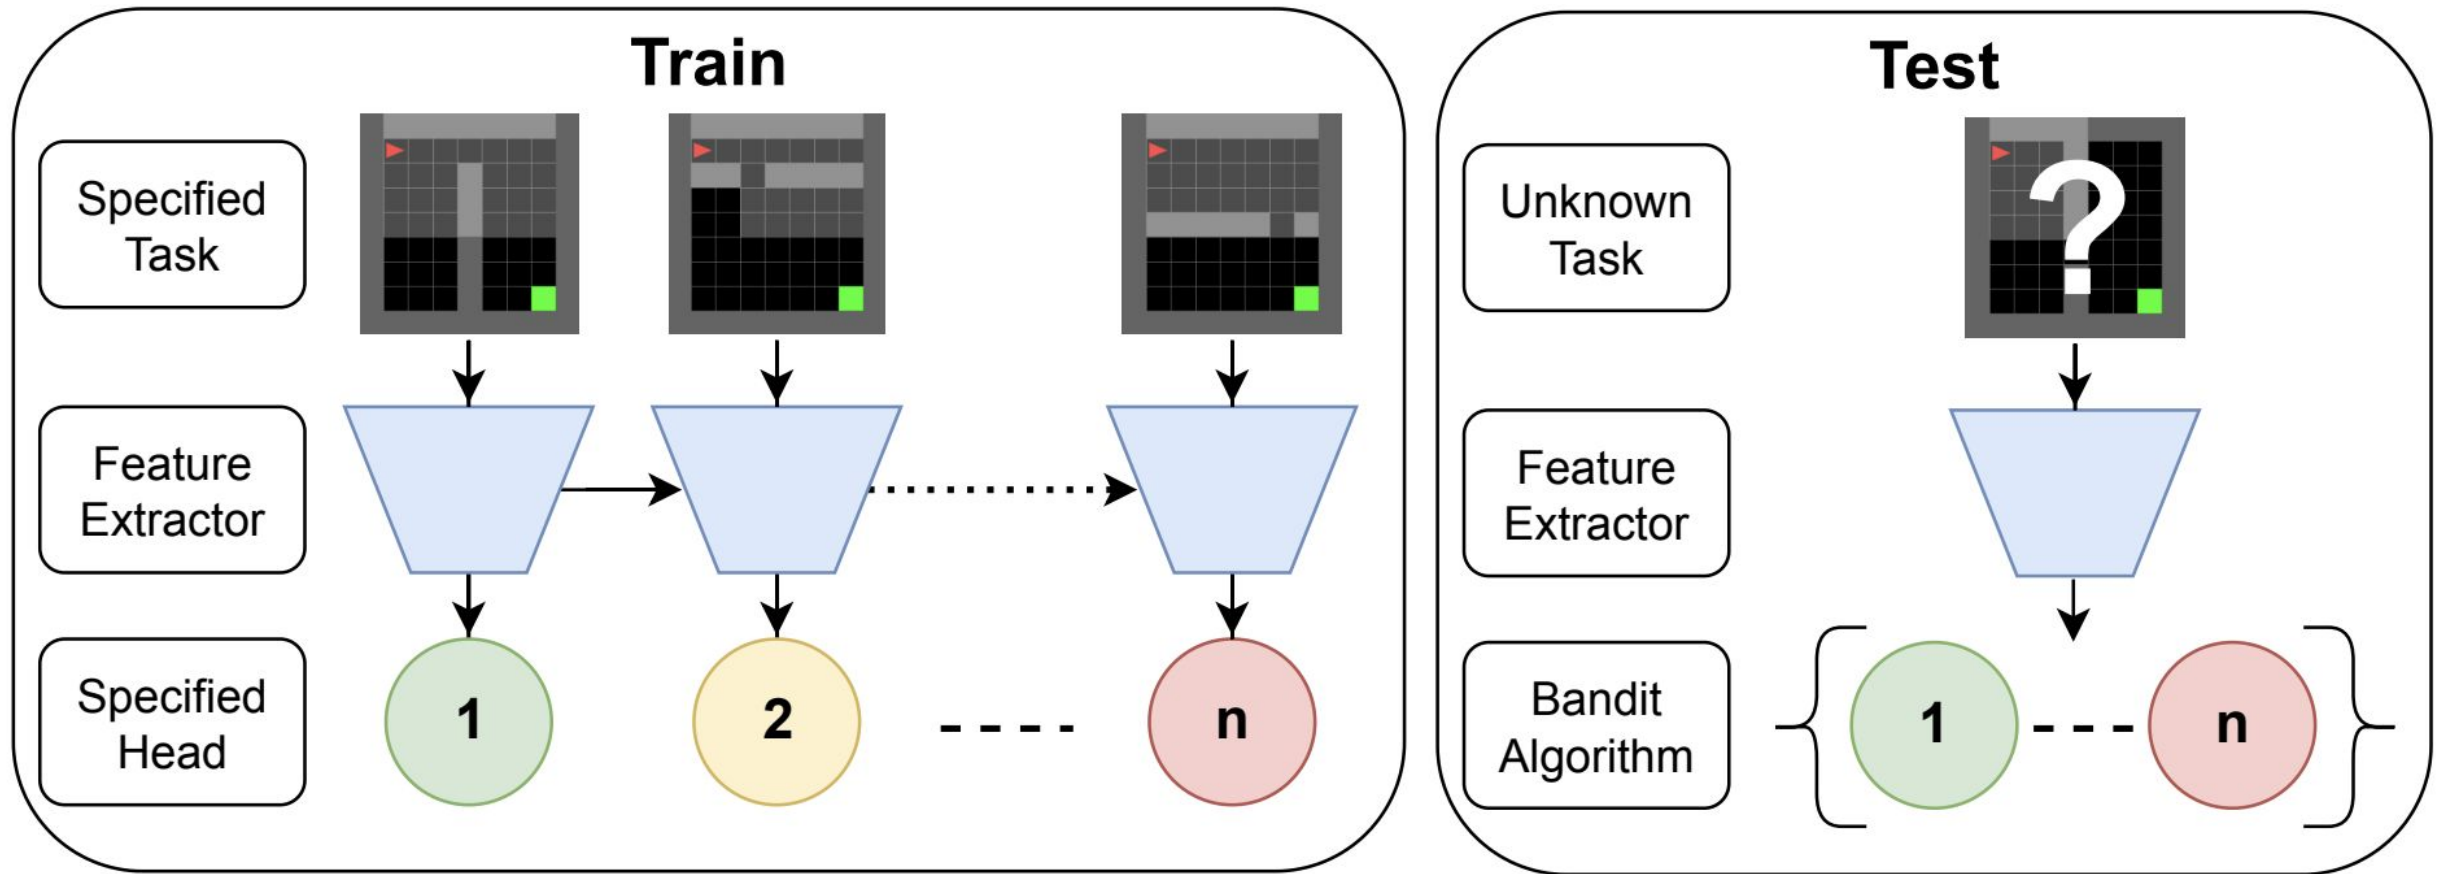 Train
Specified
Task
Feature
Extractor
Specified
Head
1
2
n
Test
Unknown
Task
?
Feature
Extractor
Bandit
Algorithm
1
n